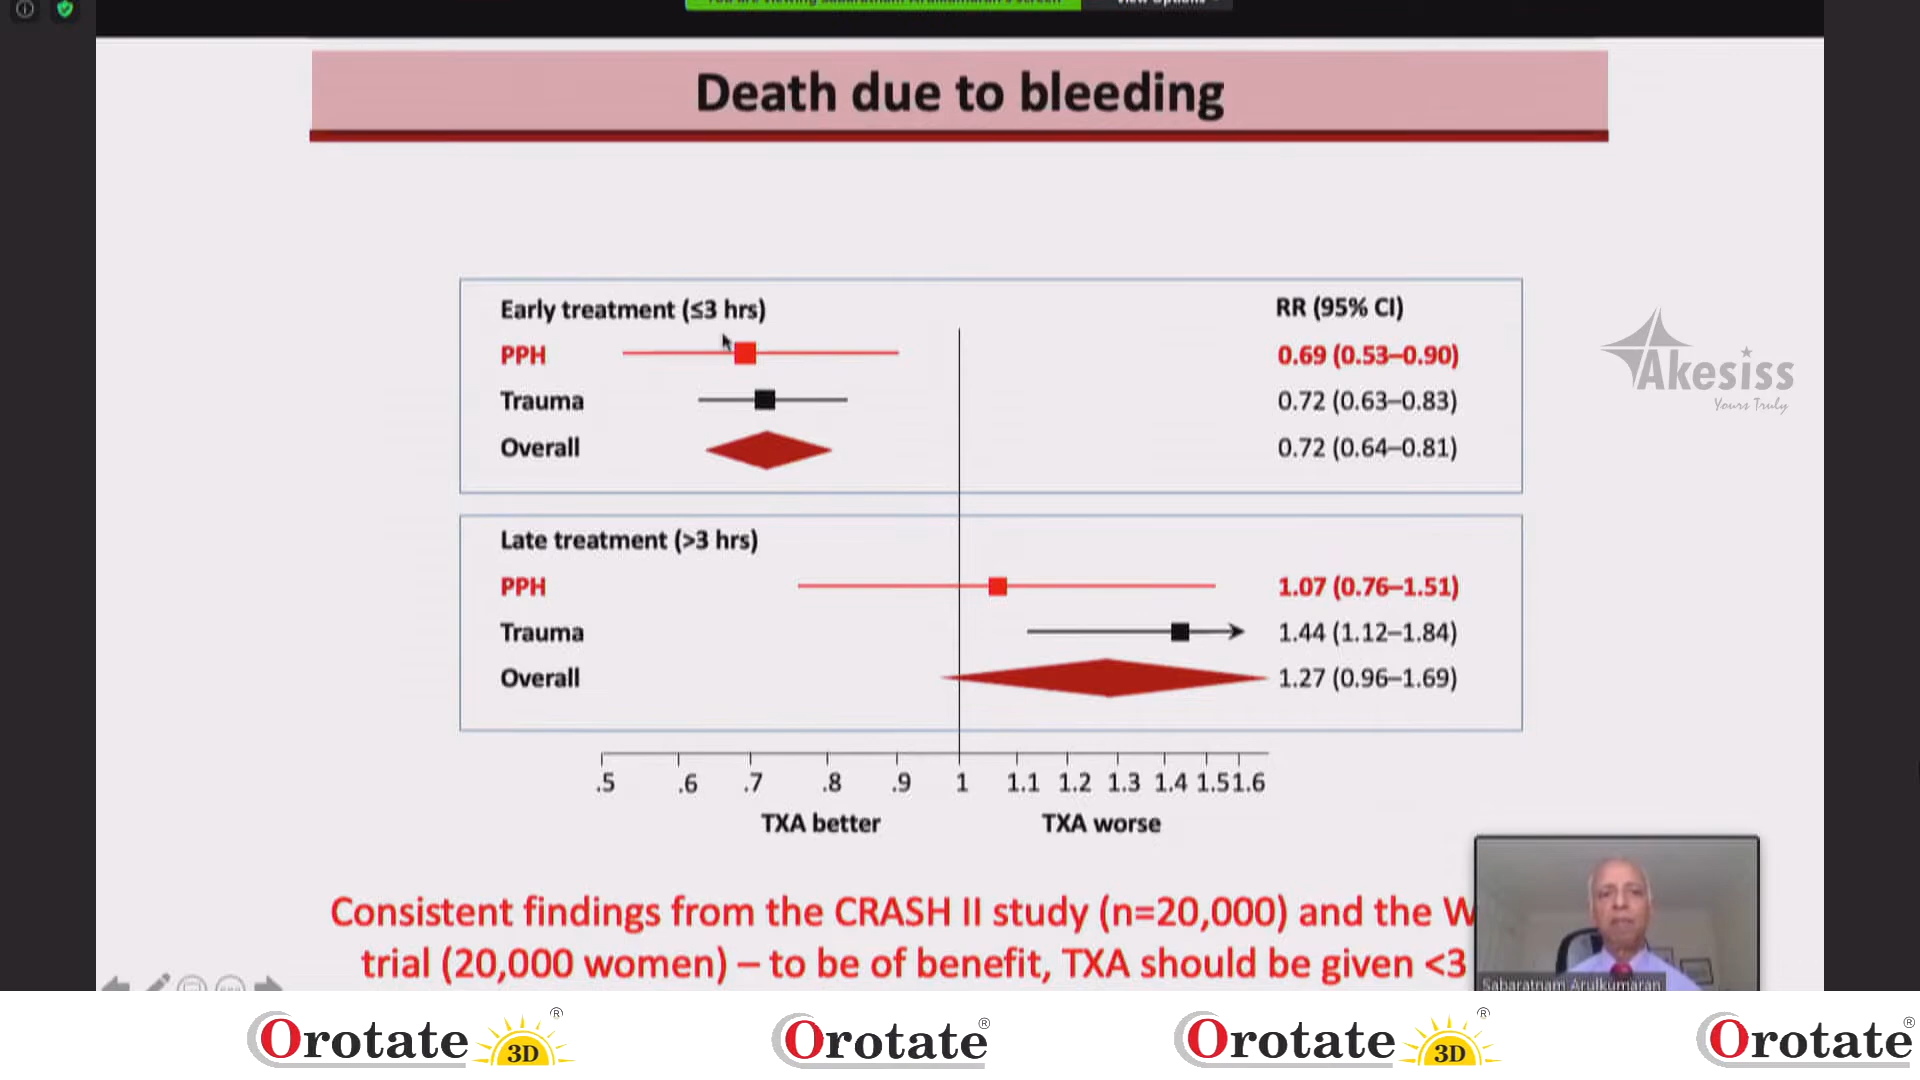 Death due to bleeding
Early treatment (≤3 hrs)
RR (95% CI)
PPH
0.69 (0.53–0.90)
Trauma
0.72 (0.63–0.83)
Overall
0.72 (0.64–0.81)
Akesiss
Yours Truly
Late treatment (>3 hrs)
PPH
1.07 (0.76–1.51)
Trauma
1.44 (1.12–1.84)
Overall
1.27 (0.96–1.69)
.5 .6 .7 .8 .9 1 1.1 1.2 1.3 1.4 1.5 1.6
TXA better
TXA worse
Consistent findings from the CRASH II study (n=20,000) and the W
trial (20,000 women) – to be of benefit, TXA should be given <3
Sabaratnam Arulkumaran
Orotate 3D ® Orotate ® Orotate 3D ® Orotate ®